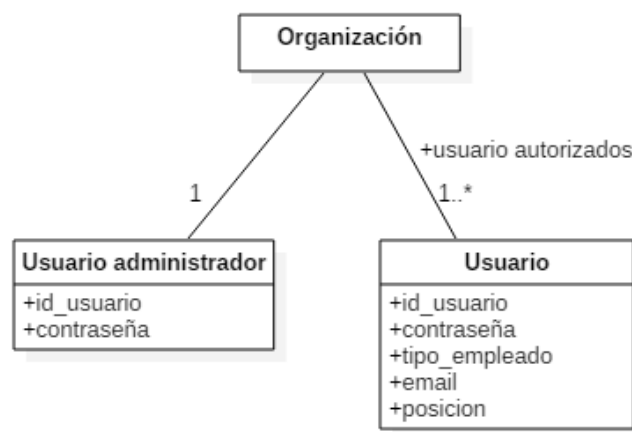 Organización
+usuario autorizados
1
1..*
Usuario administrador
+id_usuario
+contraseña
Usuario
+id_usuario
+contraseña
+tipo_empleado
+email
+posicion